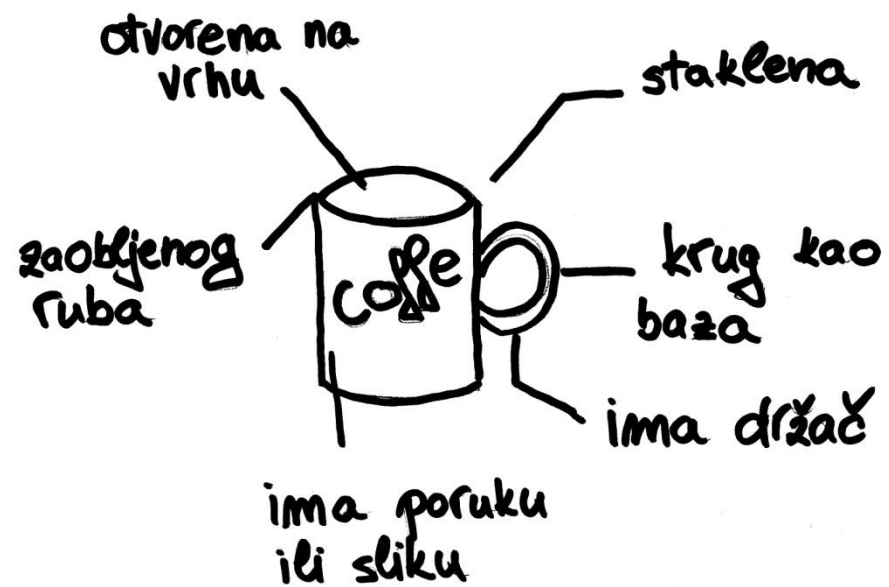 otvorena na
vrhu
staklena
zaobljenog
ruba
coffe
krug kao
baza
ima držač
ima poruku
ili sliku